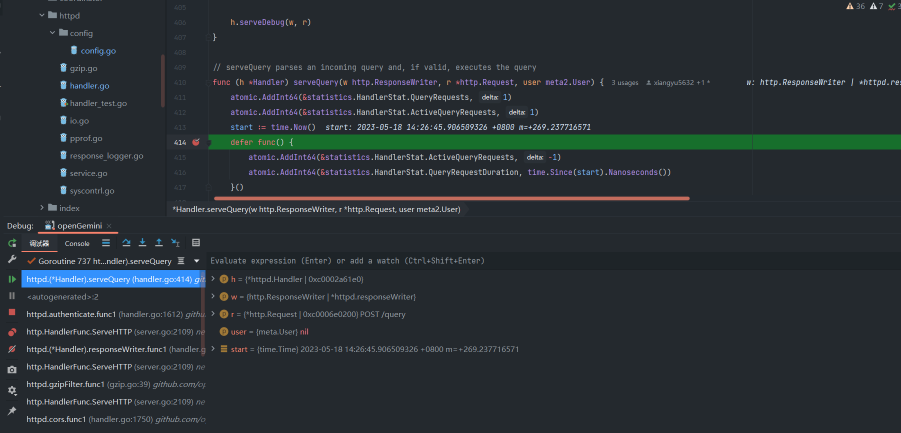 coordinator
httpd
config
config.go
gzip.go
handler.go
handler_test.go
io.go
pprof.go
response_logger.go
service.go
syscontrl.go
index
36 7 3
405
406 h.serveDebug(w, r)
407 }
408
409 // serveQuery parses an incoming query and, if valid, executes the query
410 func (h *Handler) serveQuery(w http.ResponseWriter, r *http.Request, user meta2.User) { 3 usages xiangyu5632 +1 * w: http.ResponseWriter | *httpd.res
411 atomic.AddInt64(&statistics.HandlerStat.QueryRequests, delta: 1)
412 atomic.AddInt64(&statistics.HandlerStat.ActiveQueryRequests, delta: 1)
413 start := time.Now() start: 2023-05-18 14:26:45.906509326 +0800 m=+269.237716571
414 defer func() {
415 atomic.AddInt64(&statistics.HandlerStat.ActiveQueryRequests, delta: -1)
416 atomic.AddInt64(&statistics.HandlerStat.QueryRequestDuration, time.Since(start).Nanoseconds())
417 }()
*Handler.serveQuery(w http.ResponseWriter, r *http.Request, user meta2.User)
Debug: openGemini
调试器 Console
Goroutine 737 ht...ndler).serveQuery
Evaluate expression (Enter) or add a watch (Ctrl+Shift+Enter)
httpd.(*Handler).serveQuery (handler.go:414) git
<autogenerated>:2
httpd.authenticate.func1 (handler.go:1612) githu
http.HandlerFunc.ServeHTTP (server.go:2109) ne
httpd.(*Handler).responseWriter.func1 (handler.g
http.HandlerFunc.ServeHTTP (server.go:2109) ne
httpd.gzipFilter.func1 (gzip.go:39) github.com/op
http.HandlerFunc.ServeHTTP (server.go:2109) ne
httpd.cors.func1 (handler.go:1750) github.com/o
h = {*httpd.Handler | 0xc0002a61e0}
w = {http.ResponseWriter | *httpd.responseWriter}
r = {*http.Request | 0xc0006e0200} POST /query
user = {meta.User} nil
start = {time.Time} 2023-05-18 14:26:45.906509326 +0800 m=+269.237716571